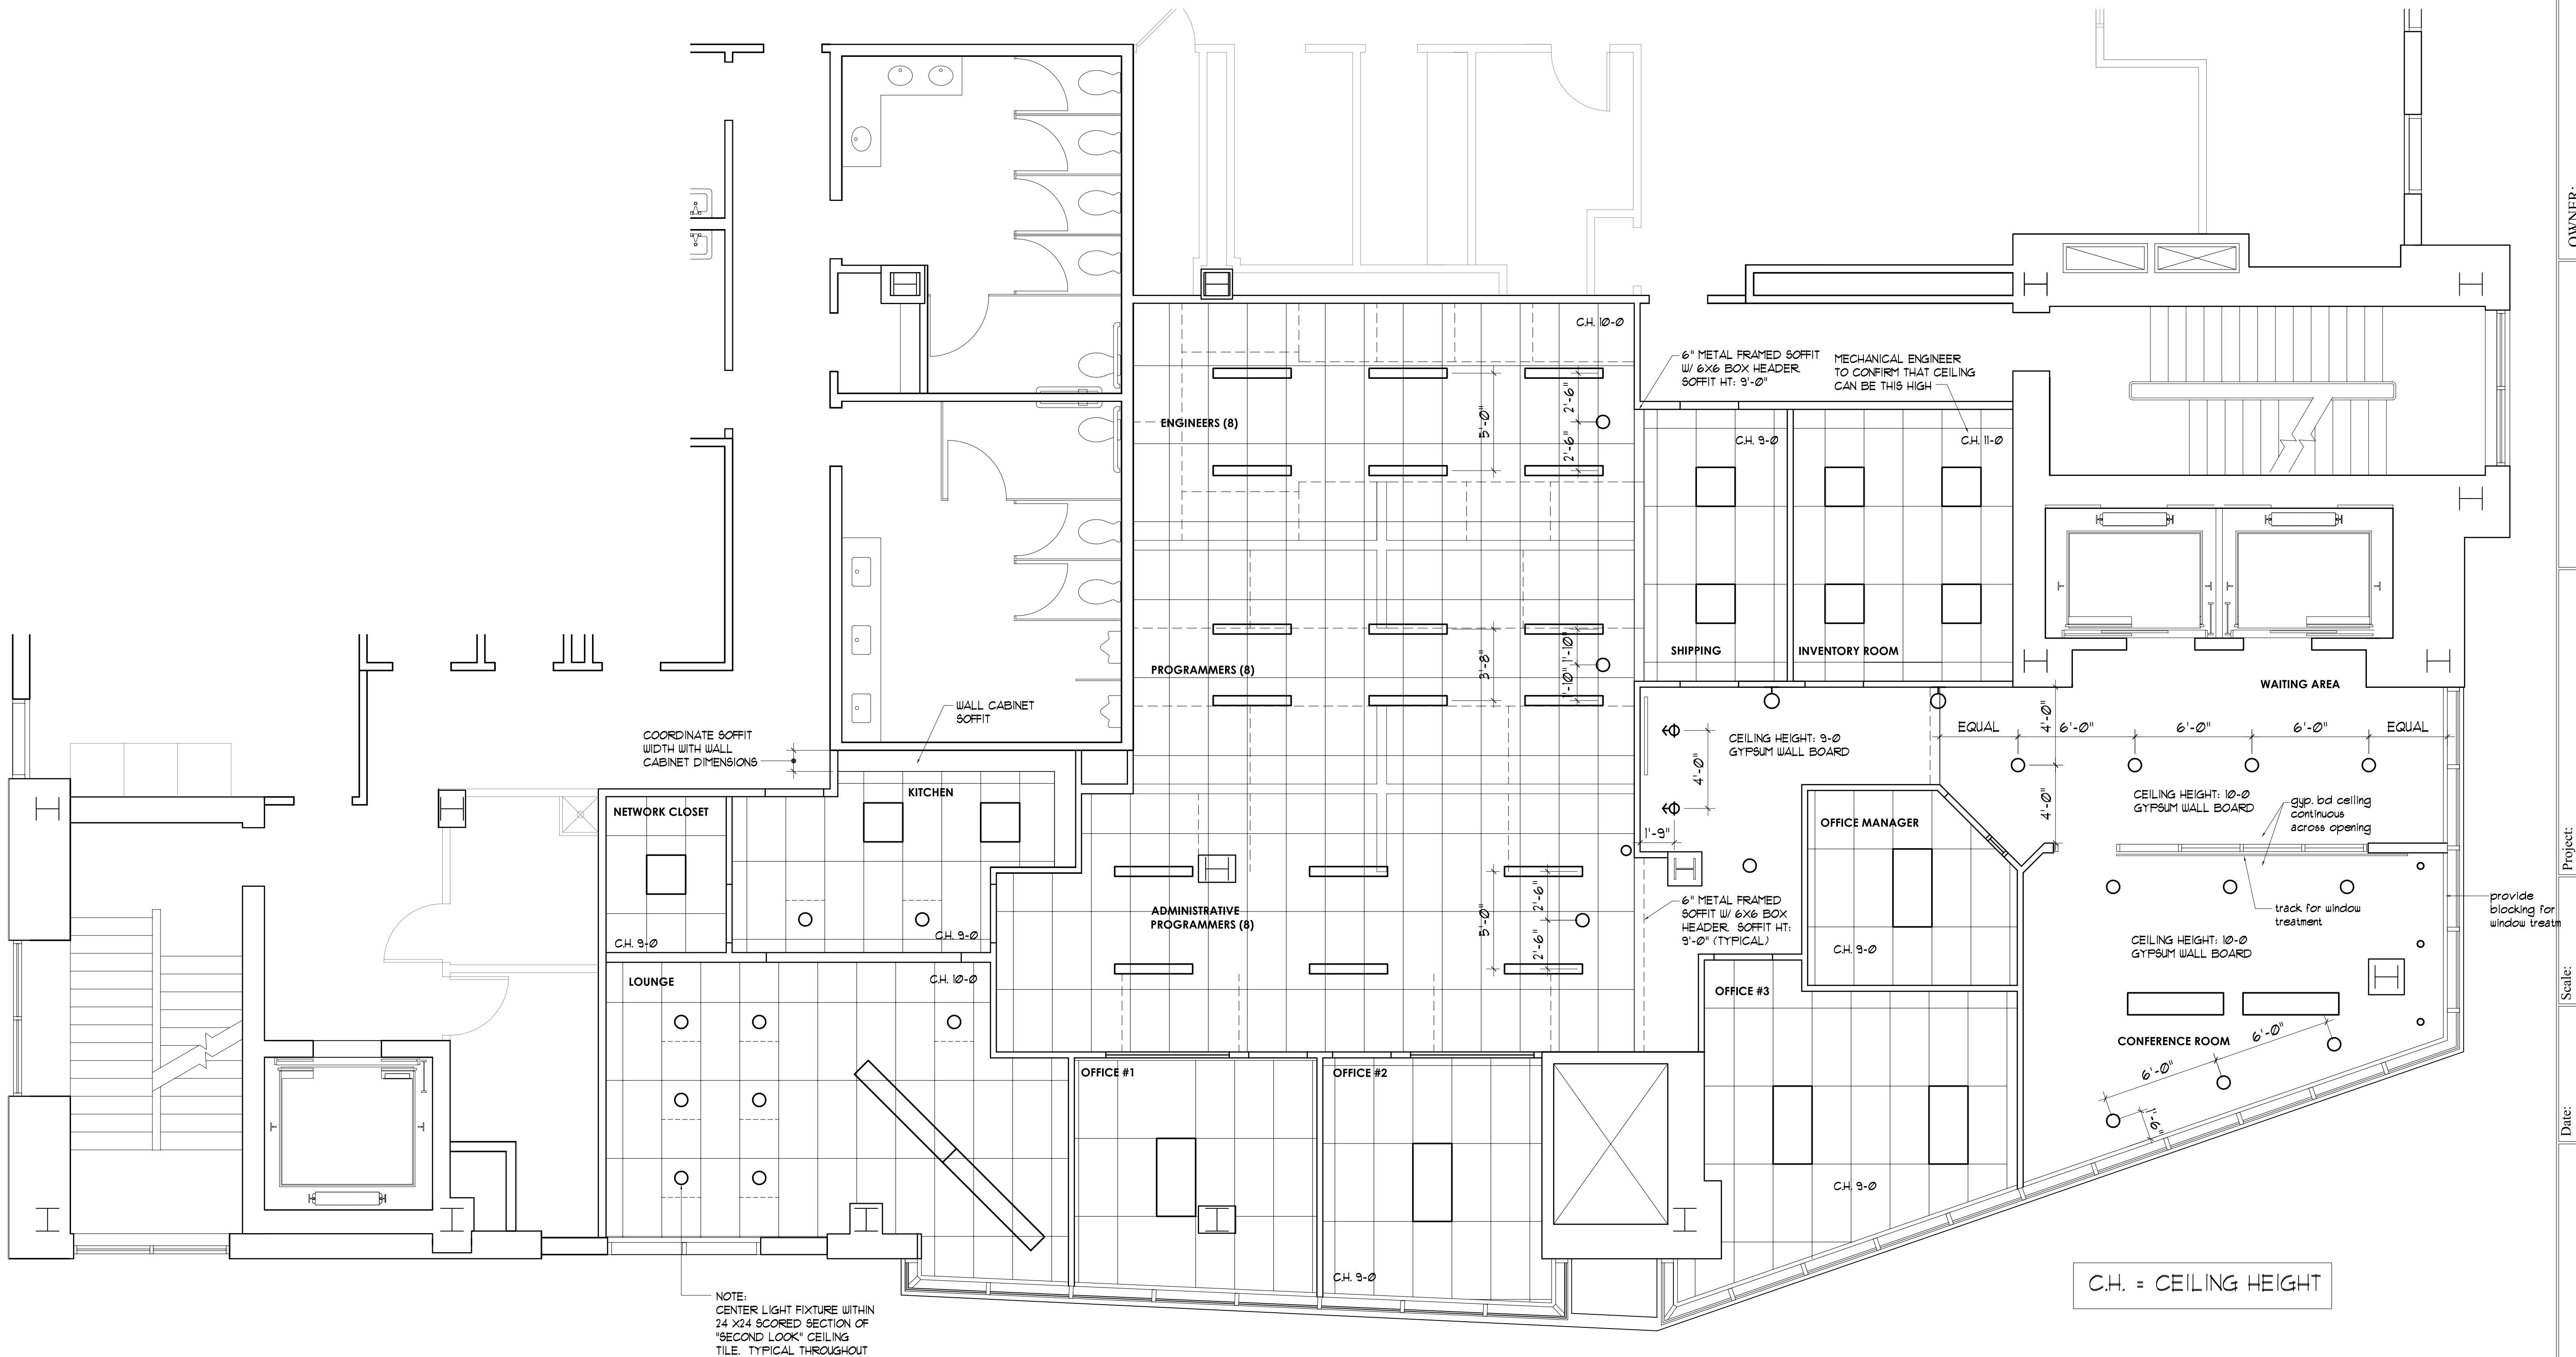 OWNER:
C.H. 10-0
6" METAL FRAMED SOFFIT
W/ 6X6 BOX HEADER.
SOFFIT HT: 9'-0"
MECHANICAL ENGINEER
TO CONFIRM THAT CEILING
CAN BE THIS HIGH
ENGINEERS (8)
5'-0"
2'-6"
2'-6"
C.H. 9-0
C.H. 11-0
SHIPPING
INVENTORY ROOM
PROGRAMMERS (8)
3'-8"
1'-10"
1'-10"
WAITING AREA
WALL CABINET
SOFFIT
COORDINATE SOFFIT
WIDTH WITH WALL
CABINET DIMENSIONS
EQUAL
4'-0"
6'-0"
6'-0"
6'-0"
EQUAL
CEILING HEIGHT: 9-0
GYPSUM WALL BOARD
4'-0"
4'-0"
1'-9"
CEILING HEIGHT: 10-0
GYPSUM WALL BOARD
gyp. bd ceiling
continuous
across opening
KITCHEN
NETWORK CLOSET
OFFICE MANAGER
Project:
track for window
treatment
provide
blocking for
window treatm
ADMINISTRATIVE
PROGRAMMERS (8)
5'-0"
2'-6"
2'-6"
6" METAL FRAMED
SOFFIT W/ 6X6 BOX
HEADER. SOFFIT HT:
9'-0" (TYPICAL)
C.H. 9-0
C.H. 9-0
C.H. 9-0
CEILING HEIGHT: 10-0
GYPSUM WALL BOARD
Scale:
LOUNGE
C.H. 10-0
OFFICE #3
CONFERENCE ROOM
6'-0"
6'-0"
1'-6"
OFFICE #1
OFFICE #2
Date:
C.H. 9-0
C.H. 9-0
C.H. = CEILING HEIGHT
NOTE:
CENTER LIGHT FIXTURE WITHIN
24 X24 SCORED SECTION OF
"SECOND LOOK" CEILING
TILE. TYPICAL THROUGHOUT